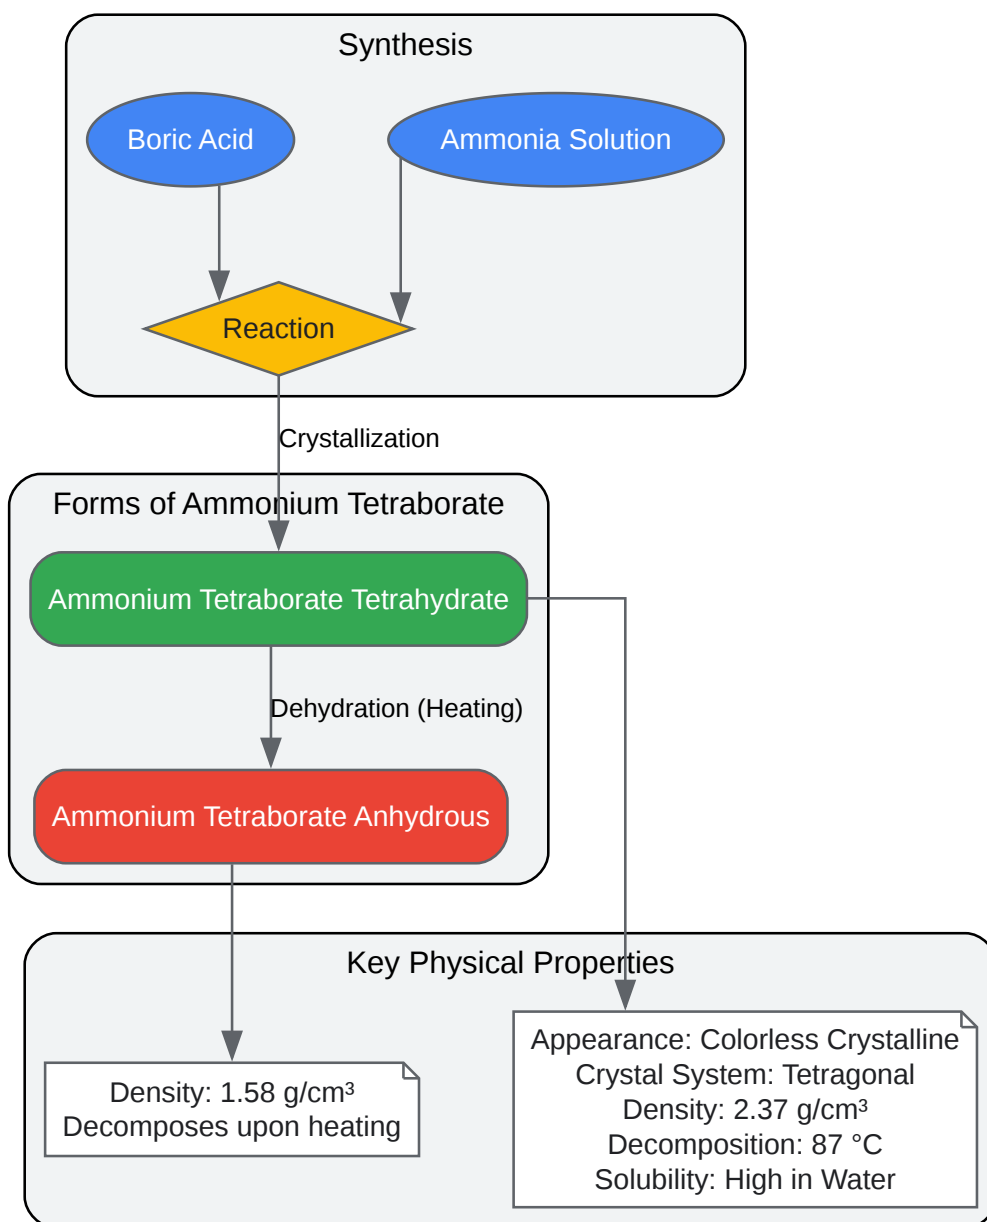 Synthesis
Boric Acid
Ammonia Solution
Reaction
Crystallization
Forms of Ammonium Tetraborate
Ammonium Tetraborate Tetrahydrate
Dehydration (Heating)
Ammonium Tetraborate Anhydrous
Key Physical Properties
Density: 1.58 g/cm³
Decomposes upon heating
Appearance: Colorless Crystalline
Crystal System: Tetragonal
Density: 2.37 g/cm³
Decomposition: 87 °C
Solubility: High in Water